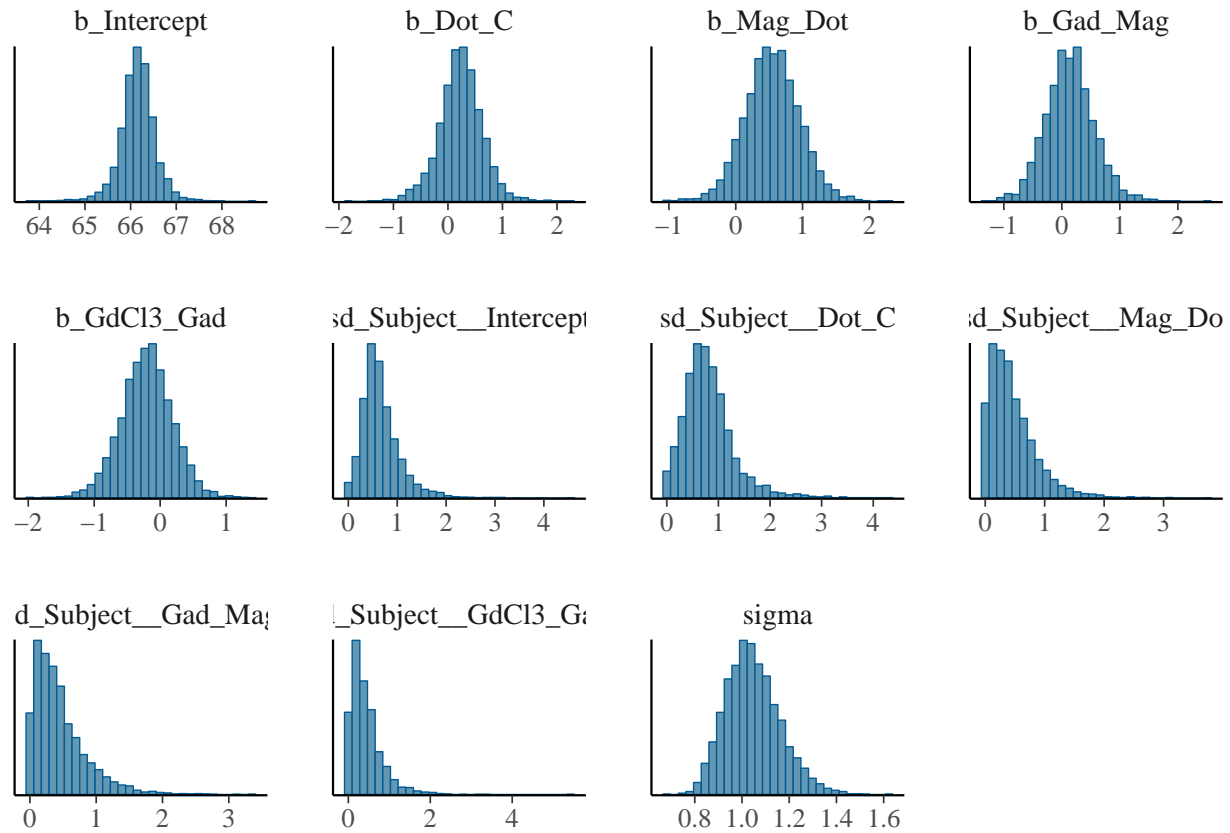 b_Intercept
b_Dot_C
b_Mag_Dot
b_Gad_Mag
64 65 66 67 68
−2 −1 0 1 2
−1 0 1 2
−1 0 1 2
b_GdCl3_Gad
sd_Subject__Intercept
sd_Subject__Dot_C
sd_Subject__Mag_Do
−2 −1 0 1
0 1 2 3 4
0 1 2 3 4
0 1 2 3
d_Subject__Gad_Mag
_Subject__GdCl3_Ga
sigma
0 1 2 3
0 2 4
0.8 1.0 1.2 1.4 1.6